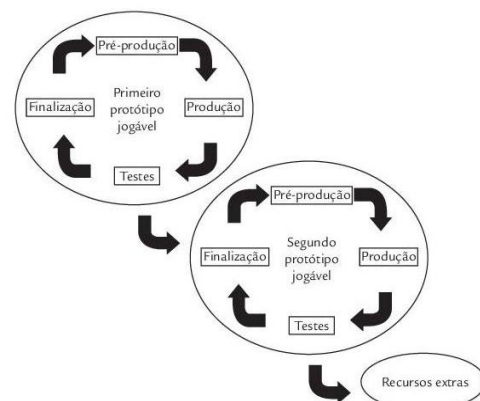 Pré-produção
Finalização
Primeiro
protótipo
jogável
Produção
Testes
Pré-produção
Finalização
Segundo
protótipo
jogável
Produção
Testes
Recursos extras